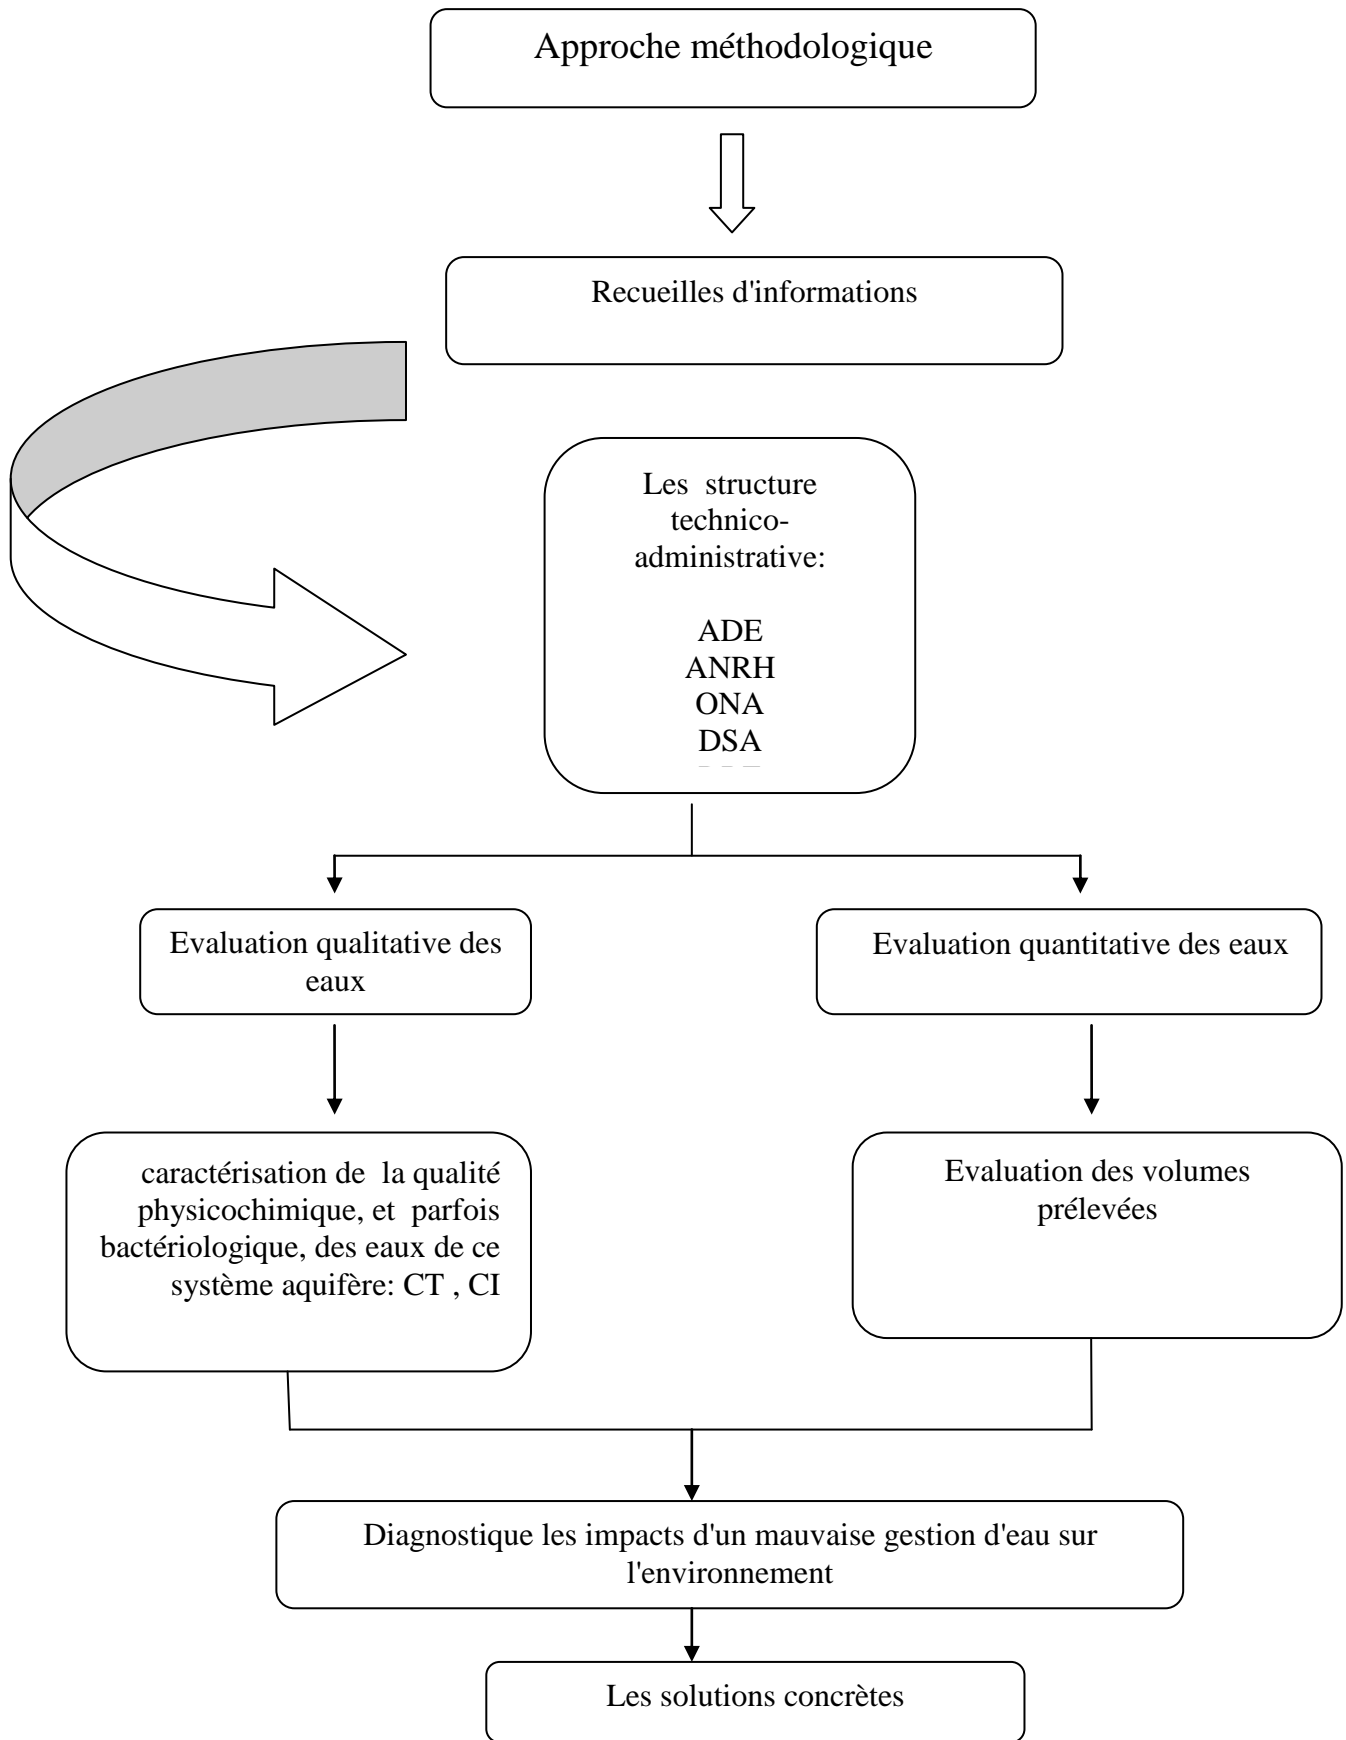 Approche méthodologique
Recueilles d'informations
Les structure
technico-
administrative:
ADE
ANRH
ONA
DSA
Evaluation qualitative des
eaux
Evaluation quantitative des eaux
caractérisation de la qualité
physicochimique, et parfois
bactériologique, des eaux de ce
système aquifère: CT , CI
Evaluation des volumes
prélevées
Diagnostique les impacts d'un mauvaise gestion d'eau sur
l'environnement
Les solutions concrètes